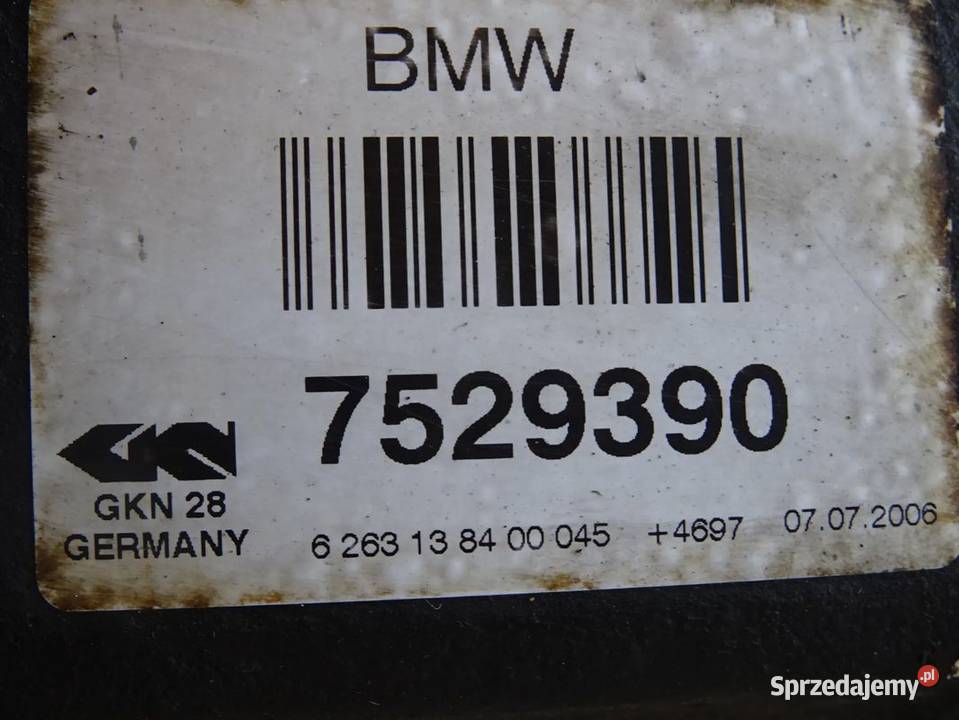 BMW
7529390
GKN
GKN 28
GERMANY
6 263 13 84 00 045 +4697 07.07.2006
Sprzedajemy.pl